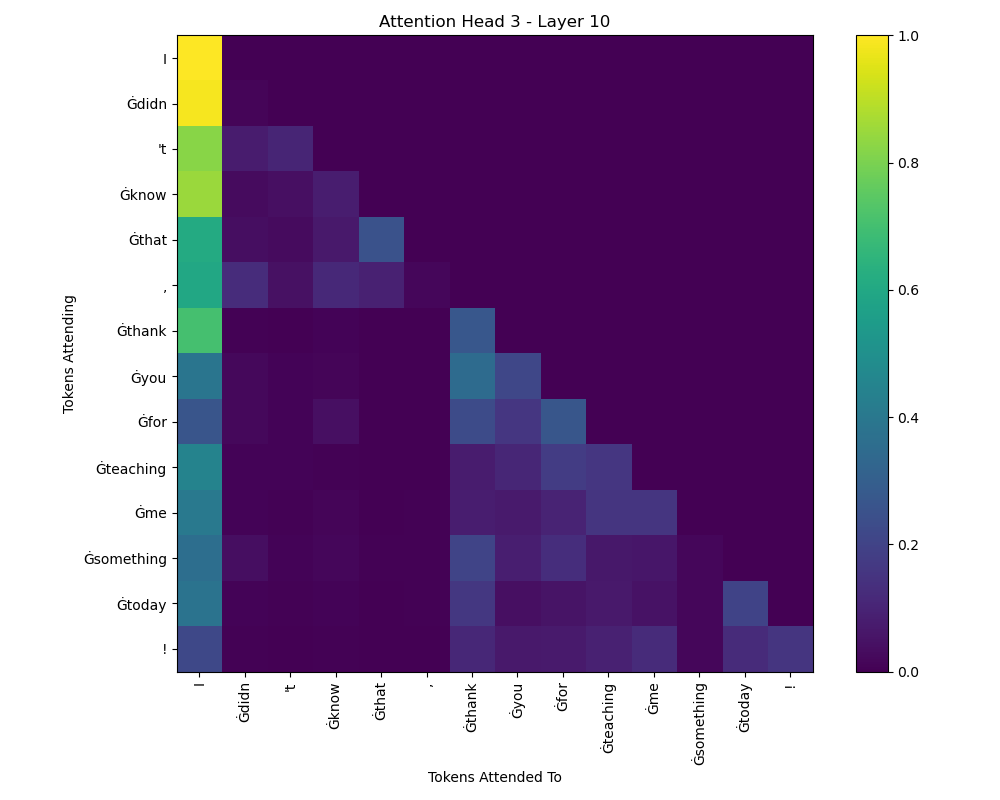 Attention Head 3 - Layer 10
Tokens Attending
I
Ġdidn
't
Ġknow
Ġthat
,
Ġthank
Ġyou
Ġfor
Ġteaching
Ġme
Ġsomething
Ġtoday
!
I
Ġdidn
't
Ġknow
Ġthat
,
Ġthank
Ġyou
Ġfor
Ġteaching
Ġme
Ġsomething
Ġtoday
!
Tokens Attended To
1.0
0.8
0.6
0.4
0.2
0.0